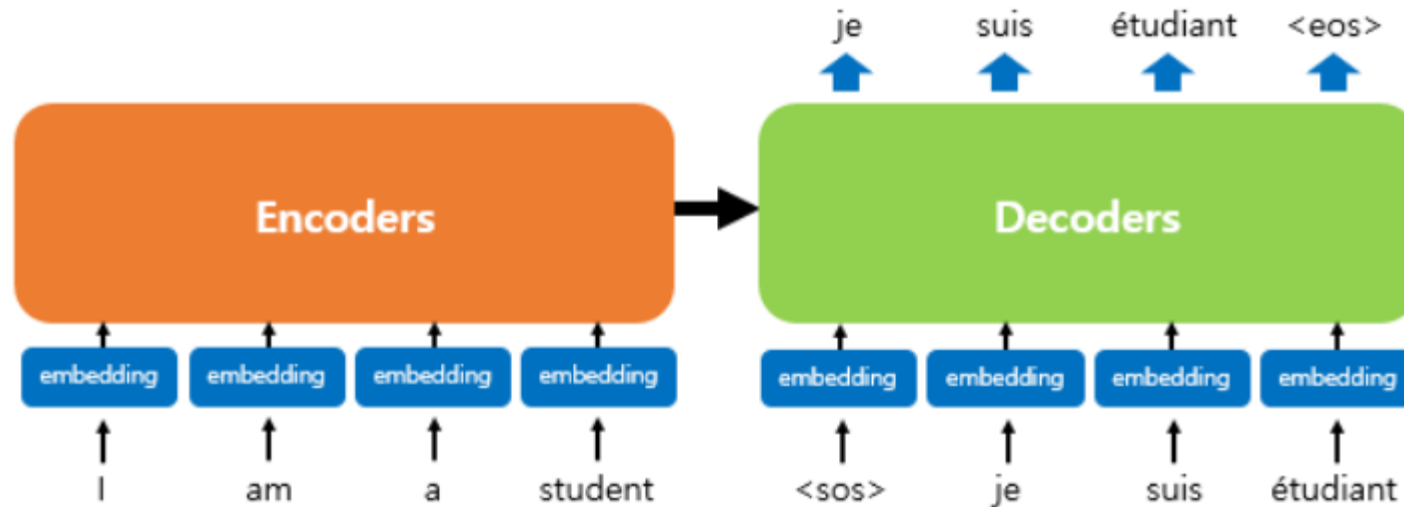 je suis étudiant <eos>
Encoders
Decoders
embedding embedding embedding embedding
embedding embedding embedding embedding
I am a student
<sos> je suis étudiant